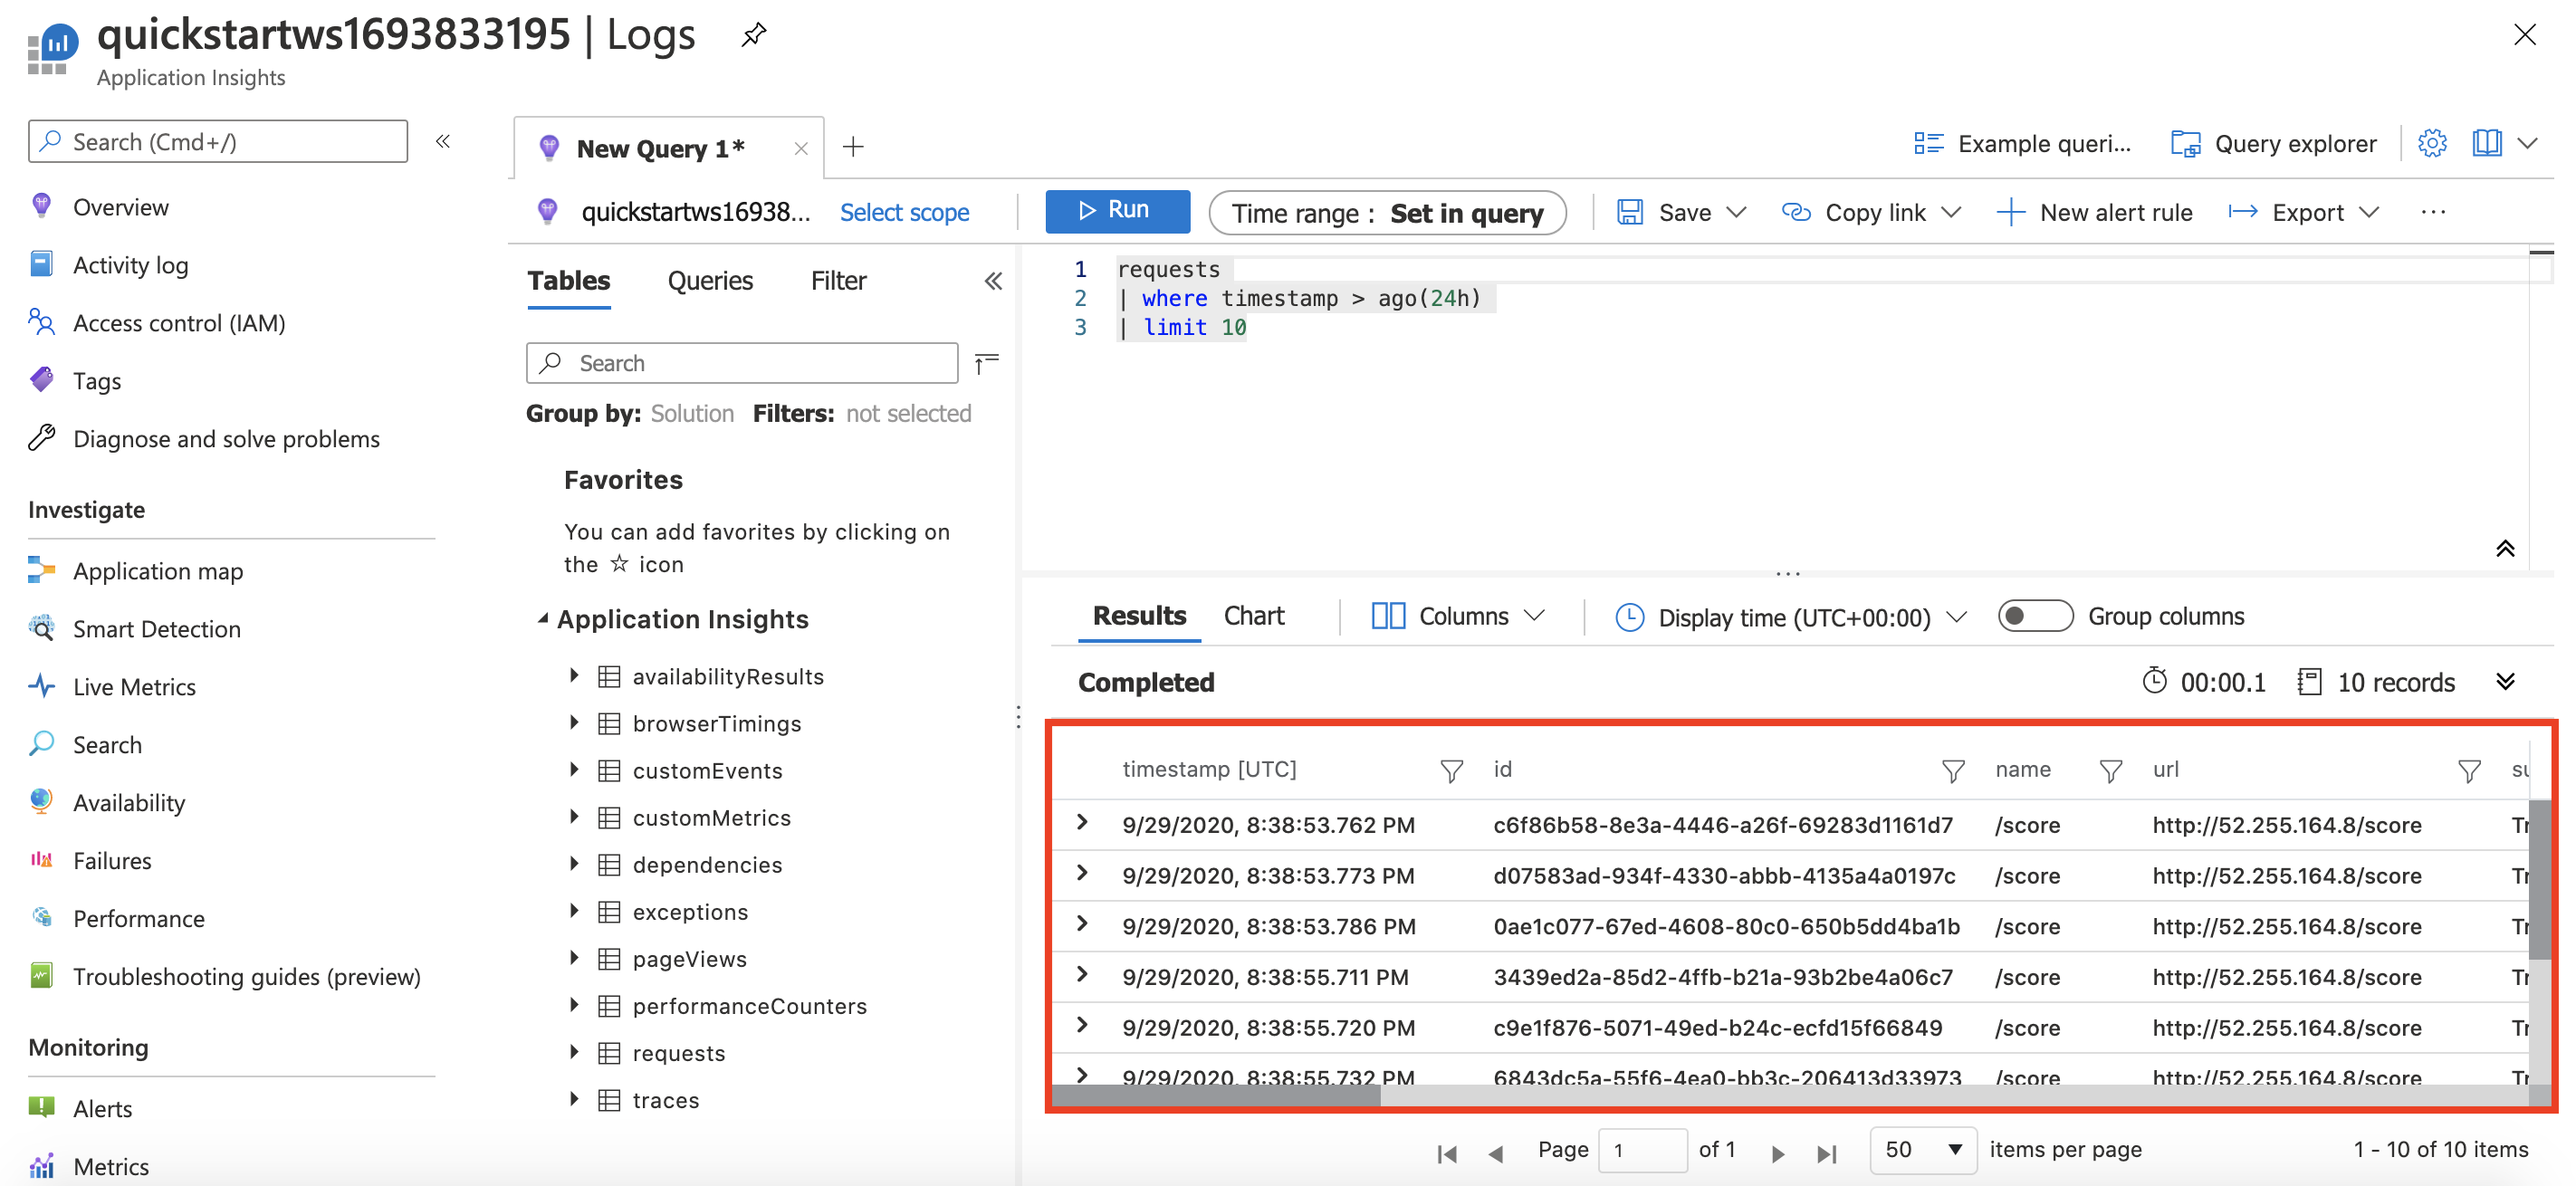 quickstartws1693833195 | Logs
Application Insights
Search (Cmd+/)
Overview
Activity log
Access control (IAM)
Tags
Diagnose and solve problems
Investigate
Application map
Smart Detection
Live Metrics
Search
Availability
Failures
Performance
Troubleshooting guides (preview)
Monitoring
Alerts
Metrics
New Query 1*
Example queri...
Query explorer
quickstartws16938...
Select scope
Run
Time range : Set in query
Save
Copy link
New alert rule
Export
Tables
Queries
Filter
Search
Group by: Solution Filters: not selected
Favorites
You can add favorites by clicking on
the ☆ icon
Application Insights
availabilityResults
browserTimings
customEvents
customMetrics
dependencies
exceptions
pageViews
performanceCounters
requests
traces
1 requests
2 | where timestamp > ago(24h)
3 | limit 10
Results
Chart
Columns
Display time (UTC+00:00)
Group columns
Completed
00:00.1
10 records
timestamp [UTC] id name url su
9/29/2020, 8:38:53.762 PM c6f86b58-8e3a-4446-a26f-69283d1161d7 /score http://52.255.164.8/score Tr
9/29/2020, 8:38:53.773 PM d07583ad-934f-4330-abbb-4135a4a0197c /score http://52.255.164.8/score Tr
9/29/2020, 8:38:53.786 PM 0ae1c077-67ed-4608-80c0-650b5dd4ba1b /score http://52.255.164.8/score Tr
9/29/2020, 8:38:55.711 PM 3439ed2a-85d2-4ffb-b21a-93b2be4a06c7 /score http://52.255.164.8/score Tr
9/29/2020, 8:38:55.720 PM c9e1f876-5071-49ed-b24c-ecfd15f66849 /score http://52.255.164.8/score Tr
9/29/2020, 8:38:55.732 PM 6843dc5a-55f6-4ea0-bb3c-206413d33973 /score http://52.255.164.8/score Tr
Page 1 of 1
50 items per page
1 - 10 of 10 items